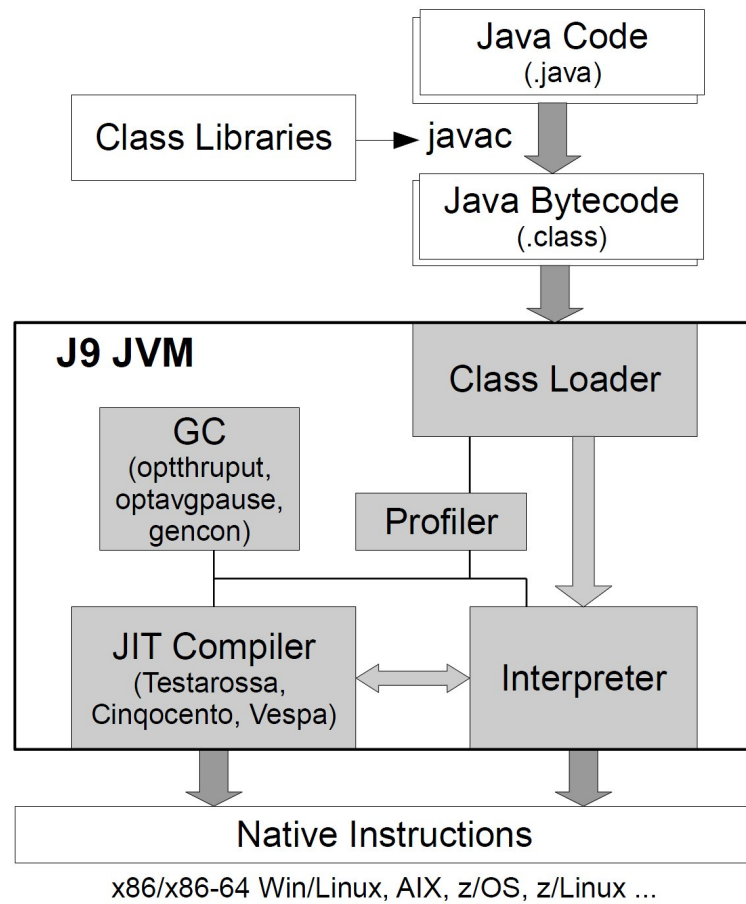 Java Code
(.java)
Class Libraries
javac
Java Bytecode
(.class)
J9 JVM
Class Loader
GC
(optthruput,
optavgpause,
gencon)
Profiler
JIT Compiler
(Testarossa,
Cinqocento, Vespa)
Interpreter
Native Instructions
x86/x86-64 Win/Linux, AIX, z/OS, z/Linux ...